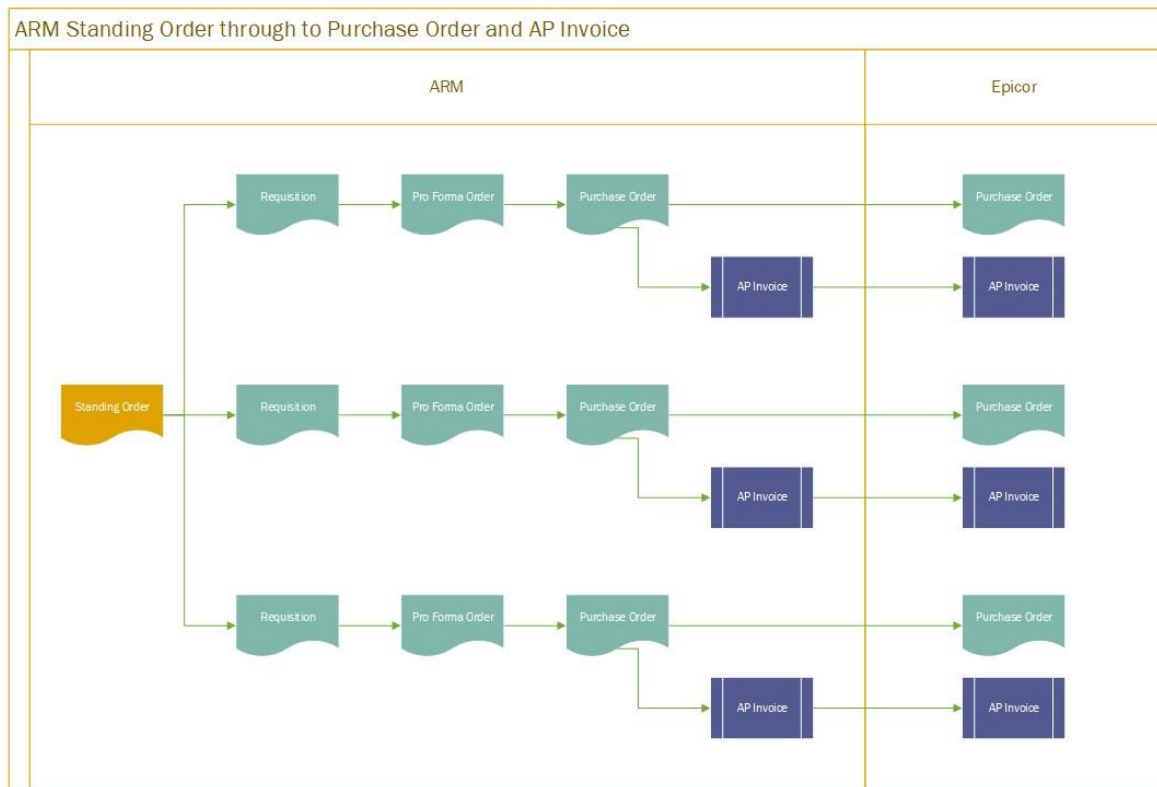 ARM Standing Order through to Purchase Order and AP Invoice
ARM
Epicor
Requisition
Pro Forma Order
Purchase Order
Purchase Order
AP Invoice
AP Invoice
Standing Order
Requisition
Pro Forma Order
Purchase Order
Purchase Order
AP Invoice
AP Invoice
Requisition
Pro Forma Order
Purchase Order
Purchase Order
AP Invoice
AP Invoice